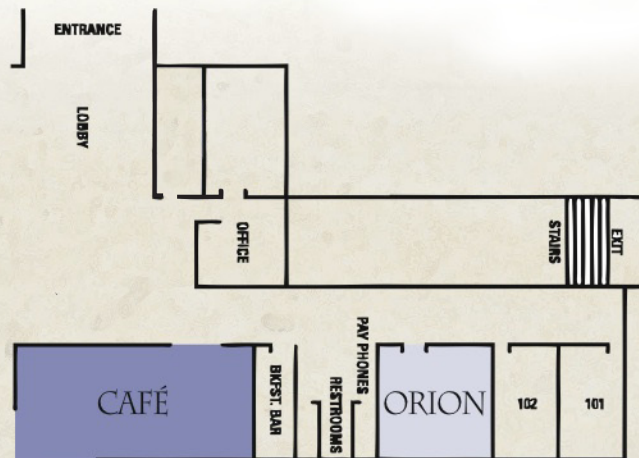 ENTRANCE
LOBBY
OFFICE
STAIRS
EXIT
CAFÉ
BKFST. BAR
RESTROOMS
PAY PHONES
ORION
102
101